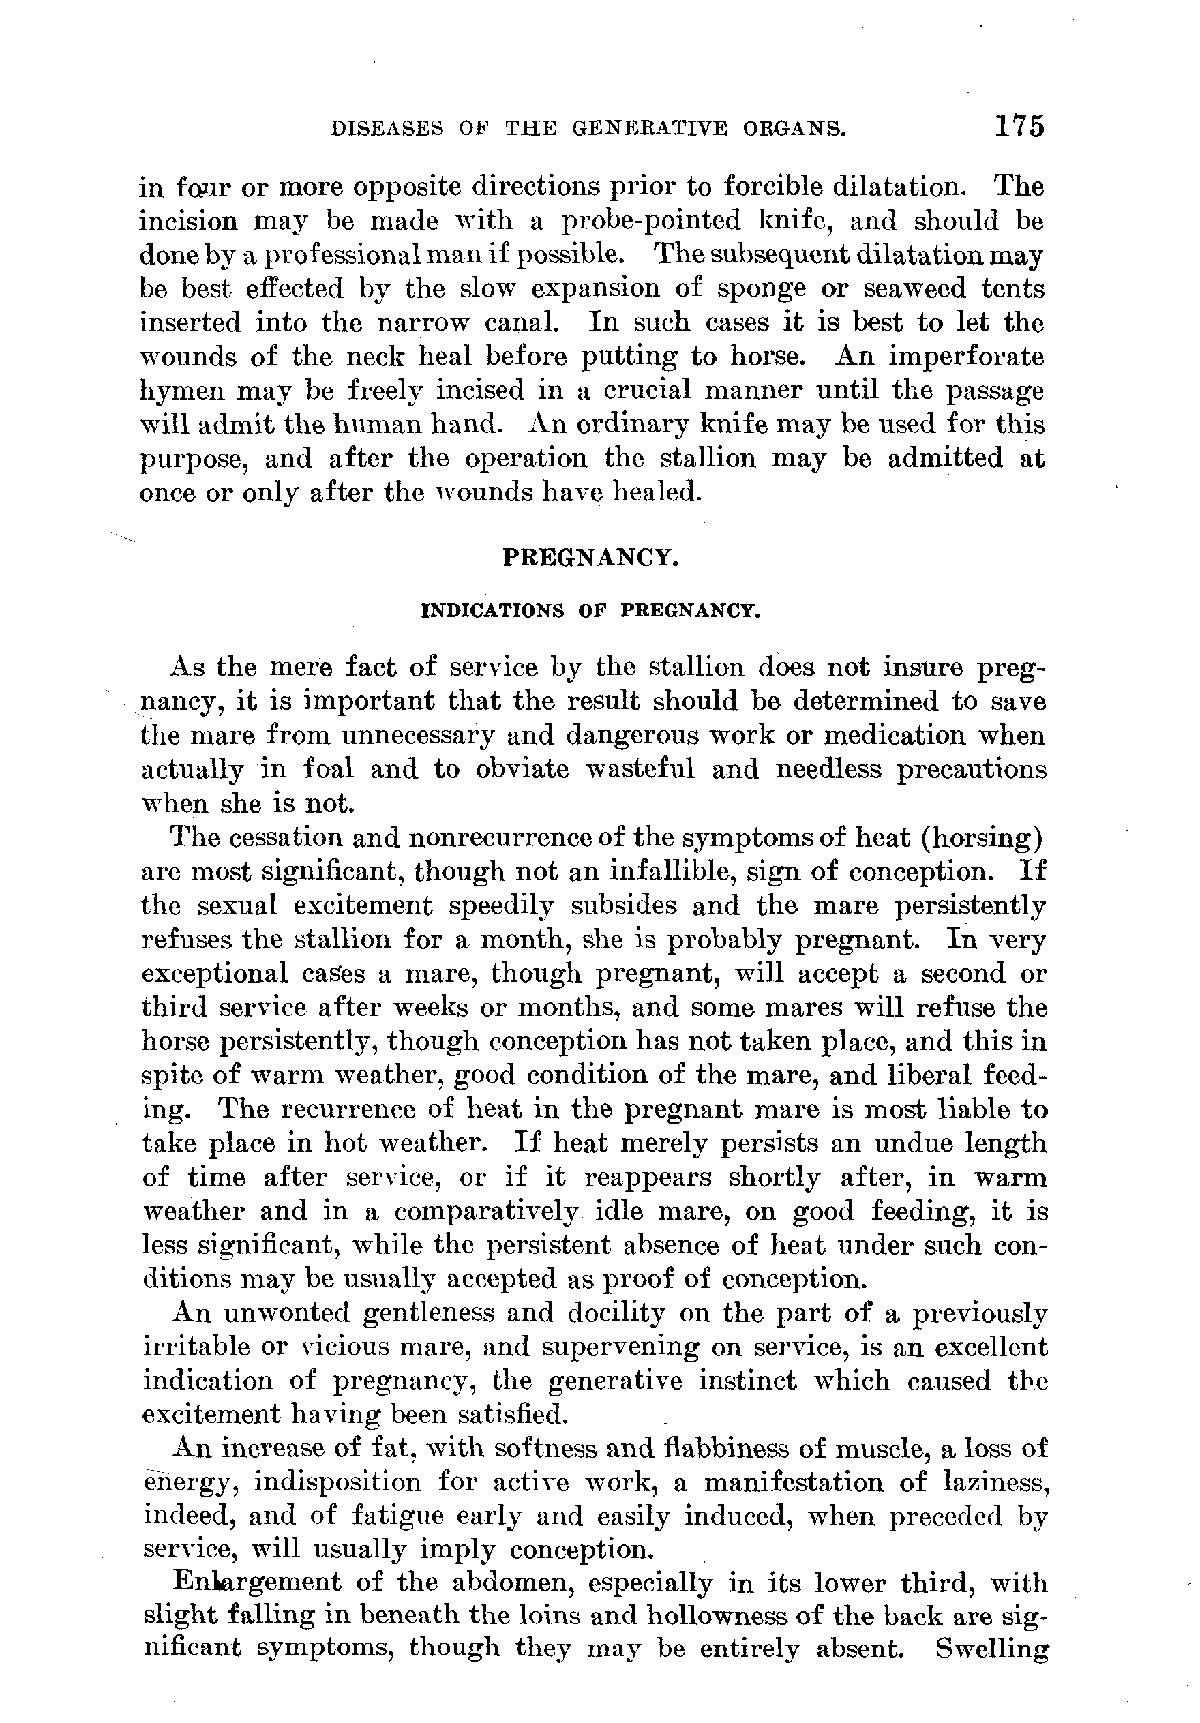 DISEASES OF THE GENERATIVE ORGANS. 175
in four or more opposite directions prior to forcible dilatation. The
incision may be made with a probe-pointed knife, and should be
done by a professional man if possible. The subsequent dilatation may
be best effected by the slow expansion of sponge or seaweed tents
inserted into the narrow canal. In such cases it is best to let the
wounds of the neck heal before putting to horse. An imperforate
hymen may be freely incised in a crucial manner until the passage
will admit the human hand. An ordinary knife may be used for this
purpose, and after the operation the stallion may be admitted at
once or only after the wounds have healed.
PREGNANCY.
INDICATIONS OF PREGNANCY.
As the mere fact of service by the stallion does not insure preg-
nancy, it is important that the result should be determined to save
the mare from unnecessary and dangerous work or medication when
actually in foal and to obviate wasteful and needless precautions
when she is not.
The cessation and nonrecurrence of the symptoms of heat (horsing)
are most significant, though not an infallible, sign of conception. If
the sexual excitement speedily subsides and the mare persistently
refuses the stallion for a month, she is probably pregnant. In very
exceptional cases a mare, though pregnant, will accept a second or
third service after weeks or months, and some mares will refuse the
horse persistently, though conception has not taken place, and this in
spite of warm weather, good condition of the mare, and liberal feed-
ing. The recurrence of heat in the pregnant mare is most liable to
take place in hot weather. If heat merely persists an undue length
of time after service, or if it reappears shortly after, in warm
weather and in a comparatively idle mare, on good feeding, it is
less significant, while the persistent absence of heat under such con-
ditions may be usually accepted as proof of conception.
An unwonted gentleness and docility on the part of a previously
irritable or vicious mare, and supervening on service, is an excellent
indication of pregnancy, the generative instinct which caused the
excitement having been satisfied.
An increase of fat, with softness and flabbiness of muscle, a loss of
energy, indisposition for active work, a manifestation of laziness,
indeed, and of fatigue early and easily induced, when preceded by
service, will usually imply conception.
Enlargement of the abdomen, especially in its lower third, with
slight falling in beneath the loins and hollowness of the back are sig-
nificant symptoms, though they may be entirely absent. Swelling